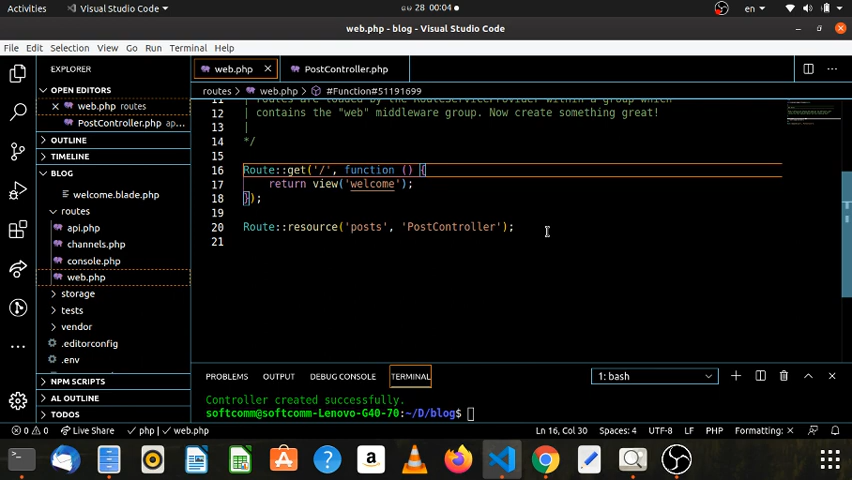 Activities
Visual Studio Code
28 00:04
en
web.php - blog - Visual Studio Code
File Edit Selection View Go Run Terminal Help
EXPLORER
web.php
PostController.php
OPEN EDITORS
web.php routes
PostController.php ap...
OUTLINE
TIMELINE
BLOG
welcome.blade.php
routes
api.php
channels.php
console.php
web.php
storage
tests
vendor
.editorconfig
.env
NPM SCRIPTS
AL OUTLINE
TODOS
routes > web.php > #Function#51191699
11 | routes are loaded by the RouteServiceProvider within a group which
12 | contains the "web" middleware group. Now create something great!
13 |
14 */
15
16 Route::get('/', function () {
17 return view('welcome');
18 });
19
20 Route::resource('posts', 'PostController');
21
PROBLEMS OUTPUT DEBUG CONSOLE TERMINAL
1: bash
Controller created successfully.
softcomm@softcomm-Lenovo-G40-70:~/D/blog$
0 0 Live Share php | web.php Ln 16, Col 30 Spaces: 4 UTF-8 LF PHP Formatting: ×